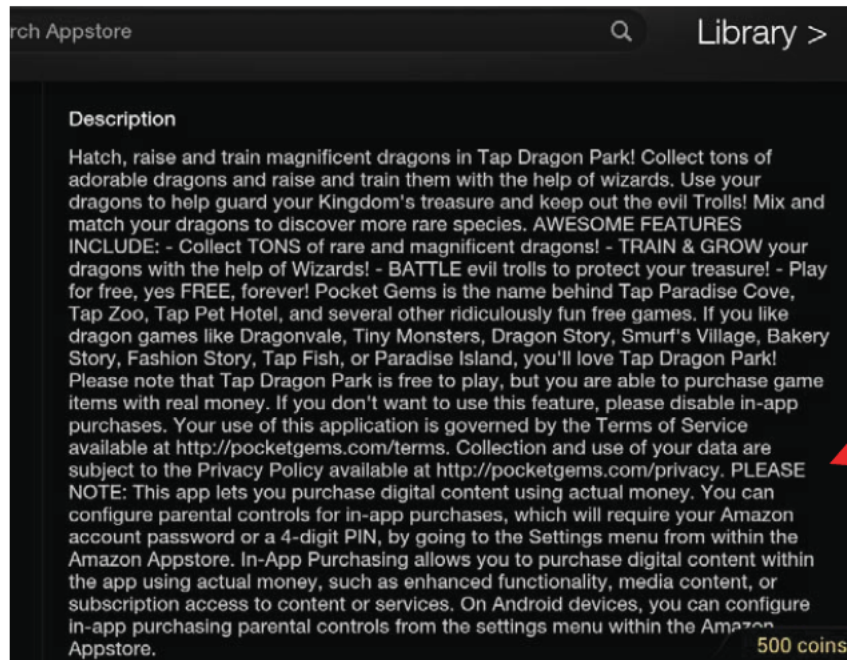 rch Appstore
Library >
Description
Hatch, raise and train magnificent dragons in Tap Dragon Park! Collect tons of
adorable dragons and raise and train them with the help of wizards. Use your
dragons to help guard your Kingdom's treasure and keep out the evil Trolls! Mix and
match your dragons to discover more rare species. AWESOME FEATURES
INCLUDE: - Collect TONS of rare and magnificent dragons! - TRAIN & GROW your
dragons with the help of Wizards! - BATTLE evil trolls to protect your treasure! - Play
for free, yes FREE, forever! Pocket Gems is the name behind Tap Paradise Cove,
Tap Zoo, Tap Pet Hotel, and several other ridiculously fun free games. If you like
dragon games like Dragonvale, Tiny Monsters, Dragon Story, Smurf's Village, Bakery
Story, Fashion Story, Tap Fish, or Paradise Island, you'll love Tap Dragon Park!
Please note that Tap Dragon Park is free to play, but you are able to purchase game
items with real money. If you don't want to use this feature, please disable in-app
purchases. Your use of this application is governed by the Terms of Service
available at http://pocketgems.com/terms. Collection and use of your data are
subject to the Privacy Policy available at http://pocketgems.com/privacy. PLEASE
NOTE: This app lets you purchase digital content using actual money. You can
configure parental controls for in-app purchases, which will require your Amazon
account password or a 4-digit PIN, by going to the Settings menu from within the
Amazon Appstore. In-App Purchasing allows you to purchase digital content within
the app using actual money, such as enhanced functionality, media content, or
subscription access to content or services. On Android devices, you can configure
in-app purchasing parental controls from the settings menu within the Amazon
Appstore.
500 coins